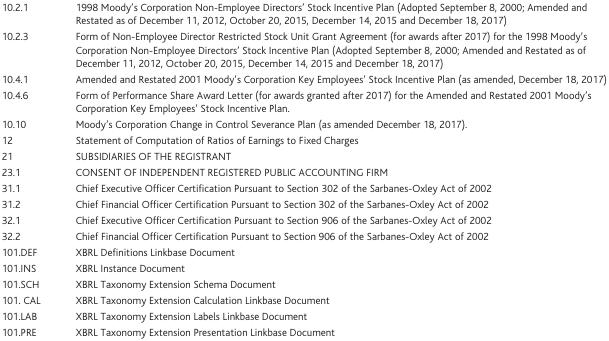 10.2.1 1998 Moody's Corporation Non-Employee Directors' Stock Incentive Plan (Adopted September 8, 2000; Amended and
Restated as of December 11, 2012, October 20, 2015, December 14, 2015 and December 18, 2017)
10.2.3 Form of Non-Employee Director Restricted Stock Unit Grant Agreement (for awards after 2017) for the 1998 Moody's
Corporation Non-Employee Directors' Stock Incentive Plan (Adopted September 8, 2000; Amended and Restated as of
December 11, 2012, October 20, 2015, December 14, 2015 and December 18, 2017)
10.4.1 Amended and Restated 2001 Moody's Corporation Key Employees' Stock Incentive Plan (as amended, December 18, 2017)
10.4.6 Form of Performance Share Award Letter (for awards granted after 2017) for the Amended and Restated 2001 Moody's
Corporation Key Employees' Stock Incentive Plan.
10.10 Moody's Corporation Change in Control Severance Plan (as amended December 18, 2017).
12 Statement of Computation of Ratios of Earnings to Fixed Charges
21 SUBSIDIARIES OF THE REGISTRANT
23.1 CONSENT OF INDEPENDENT REGISTERED PUBLIC ACCOUNTING FIRM
31.1 Chief Executive Officer Certification Pursuant to Section 302 of the Sarbanes-Oxley Act of 2002
31.2 Chief Financial Officer Certification Pursuant to Section 302 of the Sarbanes-Oxley Act of 2002
32.1 Chief Executive Officer Certification Pursuant to Section 906 of the Sarbanes-Oxley Act of 2002
32.2 Chief Financial Officer Certification Pursuant to Section 906 of the Sarbanes-Oxley Act of 2002
101.DEF XBRL Definitions Linkbase Document
101.INS XBRL Instance Document
101.SCH XBRL Taxonomy Extension Schema Document
101. CAL XBRL Taxonomy Extension Calculation Linkbase Document
101.LAB XBRL Taxonomy Extension Labels Linkbase Document
101.PRE XBRL Taxonomy Extension Presentation Linkbase Document